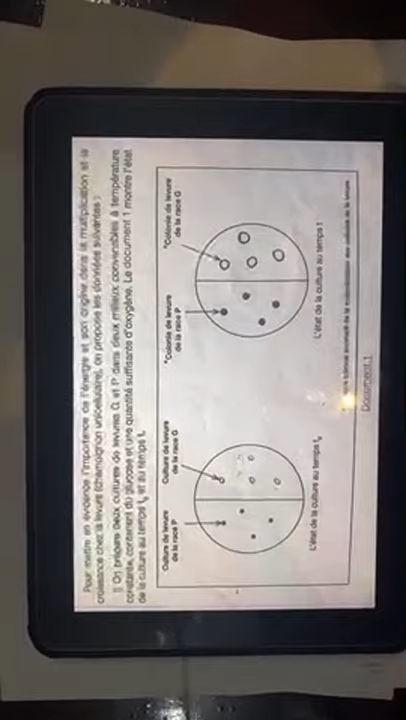 Pour mettre en évidence l'importance de l'énergie et son origine dans la multiplication et la
croissance chez la levure (champignon unicellulaire), on propose les données suivantes :
On prépare deux cultures de levures G et P dans deux milieux convenables à température
constante, contenant du glucose et une quantité suffisante d'oxygène. Le document 1 montre l'état
de la culture au temps t₀ et au temps t.
Culture de levure
de la race P
Culture de levure
de la race G
*Colonie de levure
de la race P
*Colonie de levure
de la race G
L'état de la culture au temps t₀
L'état de la culture au temps t
de la levure
Document 1